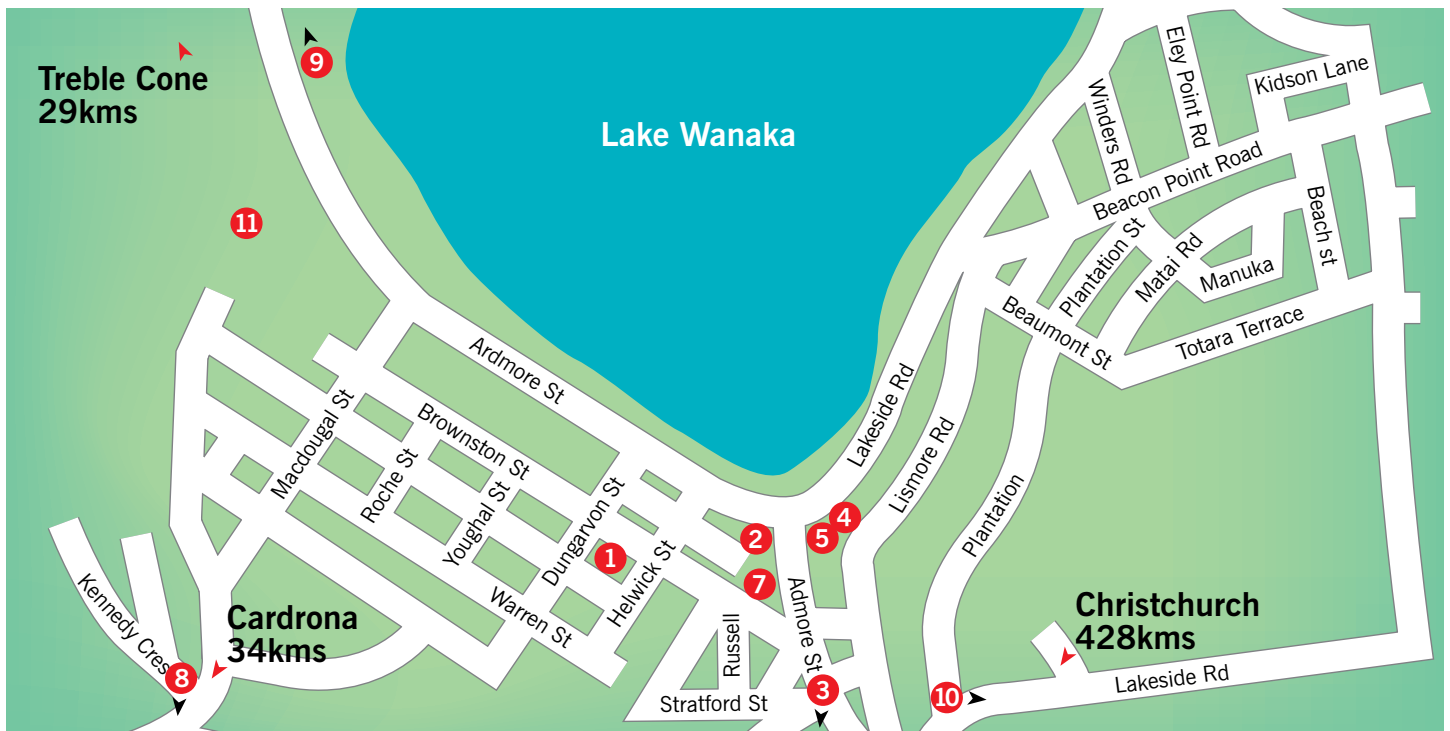 9
Treble Cone
29kms
Lake Wanaka
Eley Point Rd
Kidson Lane
Winders Rd
Beacon Point Road
11
Beach st
Plantation St
Matai Rd
Manuka
Beaumont St
Totara Terrace
Ardmore St
Lakeside Rd
Macdougal St
Brownston St
Lismore Rd
Roche St
Youghal St
Dungarvon St
Plantation
4
2
5
1
Helwick St
7
Kennedy Cres
Cardrona
34kms
Warren St
Admore St
Christchurch
428kms
Russell
8
Stratford St
3
10
Lakeside Rd